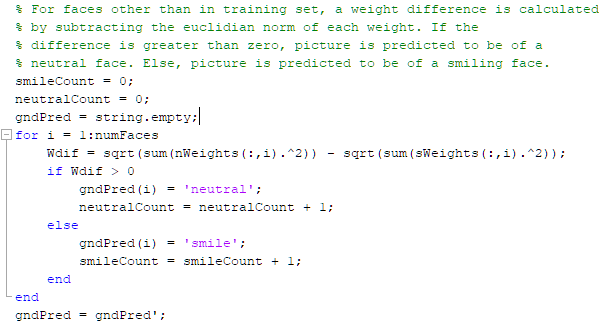 % For faces other than in training set, a weight difference is calculated
% by subtracting the euclidian norm of each weight. If the
% difference is greater than zero, picture is predicted to be of a
% neutral face. Else, picture is predicted to be of a smiling face.
smileCount = 0;
neutralCount = 0;
gndPred = string.empty;
for i = 1:numFaces
    Wdif = sqrt(sum(nWeights(:,i).^2)) - sqrt(sum(sWeights(:,i).^2));
    if Wdif > 0
        gndPred(i) = 'neutral';
        neutralCount = neutralCount + 1;
    else
        gndPred(i) = 'smile';
        smileCount = smileCount + 1;
    end
end
gndPred = gndPred';